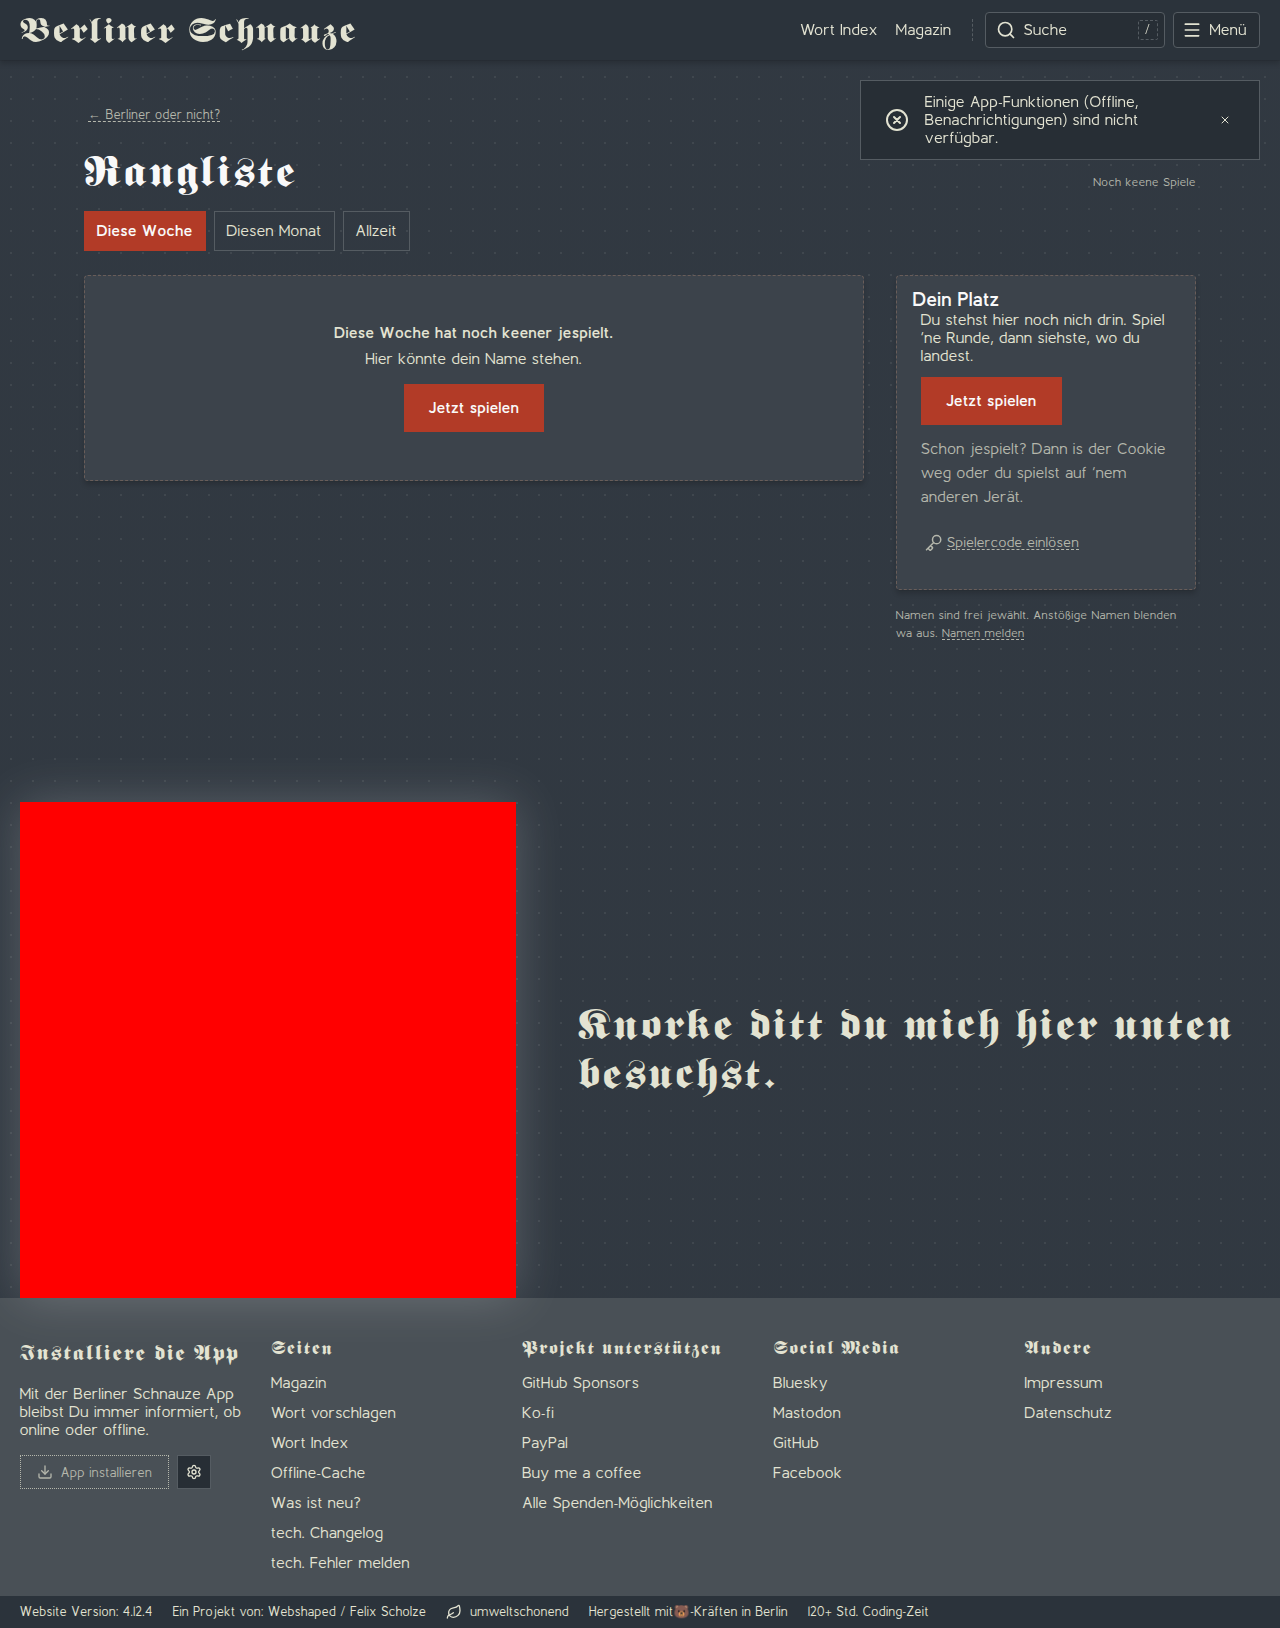 Berliner Schnauze
Wort Index Magazin Suche / Menü
Einige App-Funktionen (Offline,
Benachrichtigungen) sind nicht
verfügbar.
← Berliner oder nicht?
Rangliste
Noch keene Spiele
Diese Woche Diesen Monat Allzeit
Diese Woche hat noch keener jespielt.
Hier könnte dein Name stehen.
Jetzt spielen
Dein Platz
Du stehst hier noch nich drin. Spiel
’ne Runde, dann siehste, wo du
landest.
Jetzt spielen
Schon jespielt? Dann is der Cookie
weg oder du spielst auf ’nem
anderen Jerät.
Spielercode einlösen
Namen sind frei jewählt. Anstößige Namen blenden
wa aus. Namen melden
Knorke ditt du mich hier unten
besuchst.
Installiere die App
Mit der Berliner Schnauze App
bleibst Du immer informiert, ob
online oder offline.
App installieren
Seiten
Magazin
Wort vorschlagen
Wort Index
Offline-Cache
Was ist neu?
tech. Changelog
tech. Fehler melden
Projekt unterstützen
GitHub Sponsors
Ko-fi
PayPal
Buy me a coffee
Alle Spenden-Möglichkeiten
Social Media
Bluesky
Mastodon
GitHub
Facebook
Andere
Impressum
Datenschutz
Website Version: 4.12.4 Ein Projekt von: Webshaped / Felix Scholze umweltschonend Hergestellt mit🐻-Kräften in Berlin 120+ Std. Coding-Zeit